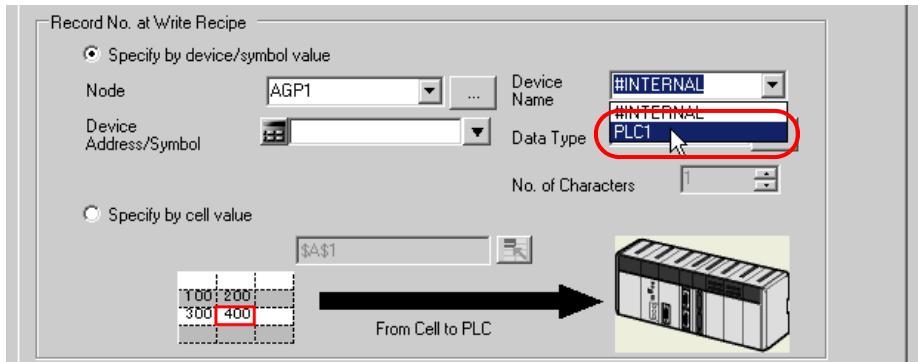 Record No. at Write Recipe
Specify by device/symbol value
Node
AGP1
...
Device
Name
#INTERNAL
#INTERNAL
PLC1
Device
Address/Symbol
Data Type
No. of Characters
1
Specify by cell value
$A$1
100 200
300 400
From Cell to PLC